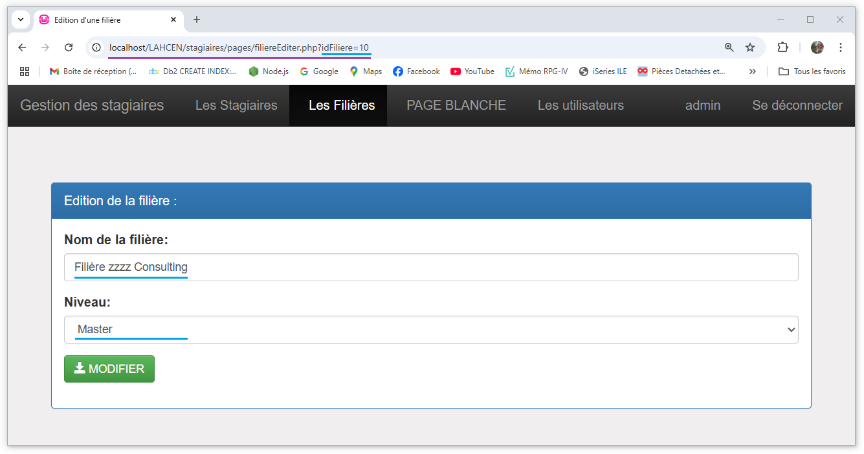 Edition d'une filière
localhost/LAHCEN/stagiaires/pages/filiereEditer.php?idFiliere=10
Boîte de réception (... Db2 CREATE INDEX:... Node.js Google Maps Facebook YouTube Mémo RPG-IV iSeries ILE Pièces Detachées et... Tous les favoris
Gestion des stagiaires Les Stagiaires Les Filières PAGE BLANCHE Les utilisateurs admin Se déconnecter
Edition de la filière :
Nom de la filière:
Filière zzzz Consulting
Niveau:
Master
MODIFIER